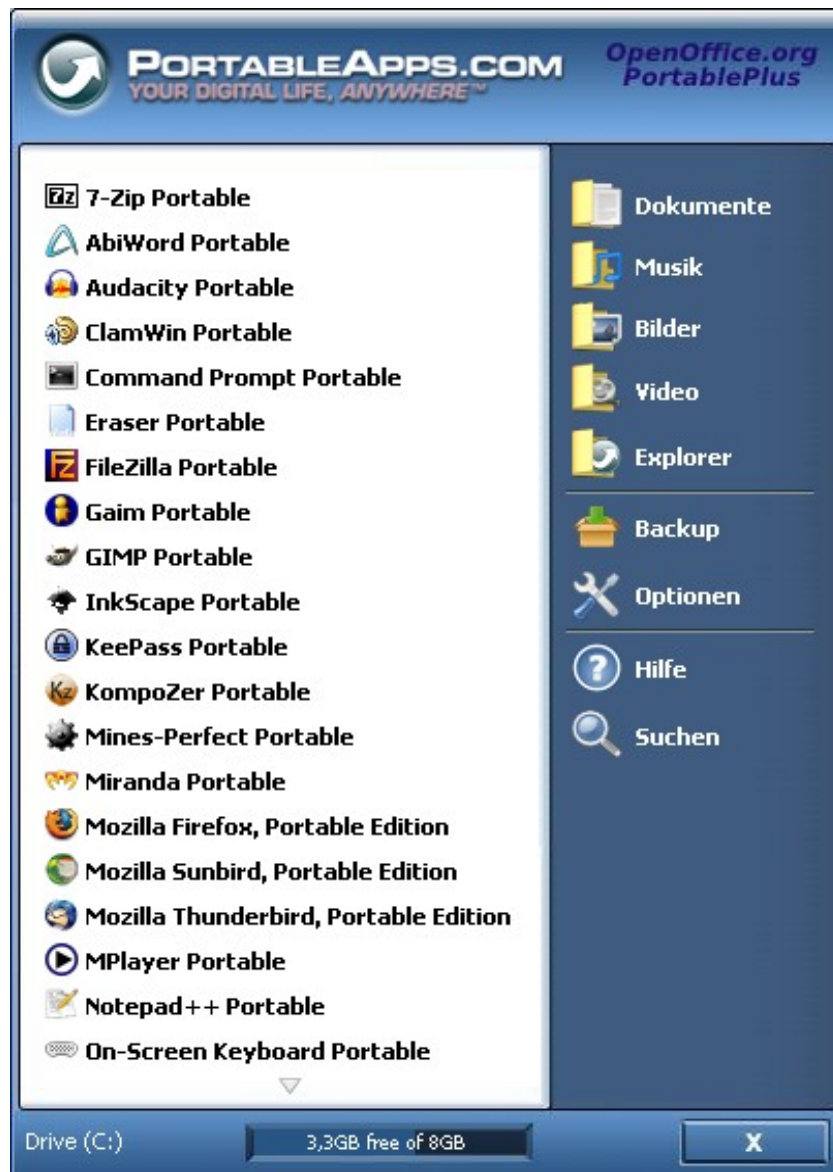 PORTABLEAPPS.COM
YOUR DIGITAL LIFE, ANYWHERE™
OpenOffice.org
PortablePlus
7-Zip Portable
AbiWord Portable
Audacity Portable
ClamWin Portable
Command Prompt Portable
Eraser Portable
FileZilla Portable
Gaim Portable
GIMP Portable
InkScape Portable
KeePass Portable
KompoZer Portable
Mines-Perfect Portable
Miranda Portable
Mozilla Firefox, Portable Edition
Mozilla Sunbird, Portable Edition
Mozilla Thunderbird, Portable Edition
MPlayer Portable
Notepad++ Portable
On-Screen Keyboard Portable
Dokumente
Musik
Bilder
Video
Explorer
Backup
Optionen
Hilfe
Suchen
Drive (C:)
3,3GB free of 8GB
X